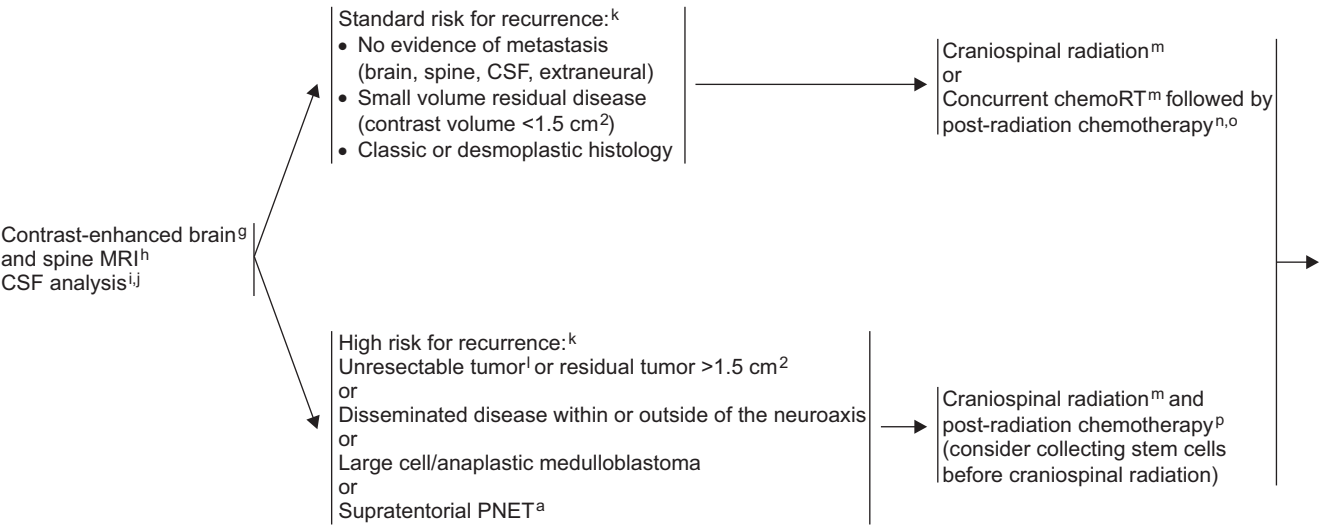 Contrast-enhanced brainᵍ
and spine MRIʰ
CSF analysisⁱ,ʲ
Standard risk for recurrence:ᵏ
• No evidence of metastasis
(brain, spine, CSF, extraneural)
• Small volume residual disease
(contrast volume <1.5 cm²)
• Classic or desmoplastic histology
Craniospinal radiationᵐ
or
Concurrent chemoRTᵐ followed by
post-radiation chemotherapyⁿ,ᵒ
High risk for recurrence:ᵏ
Unresectable tumorˡ or residual tumor >1.5 cm²
or
Disseminated disease within or outside of the neuroaxis
or
Large cell/anaplastic medulloblastoma
or
Supratentorial PNETᵃ
Craniospinal radiationᵐ and
post-radiation chemotherapyᵖ
(consider collecting stem cells
before craniospinal radiation)